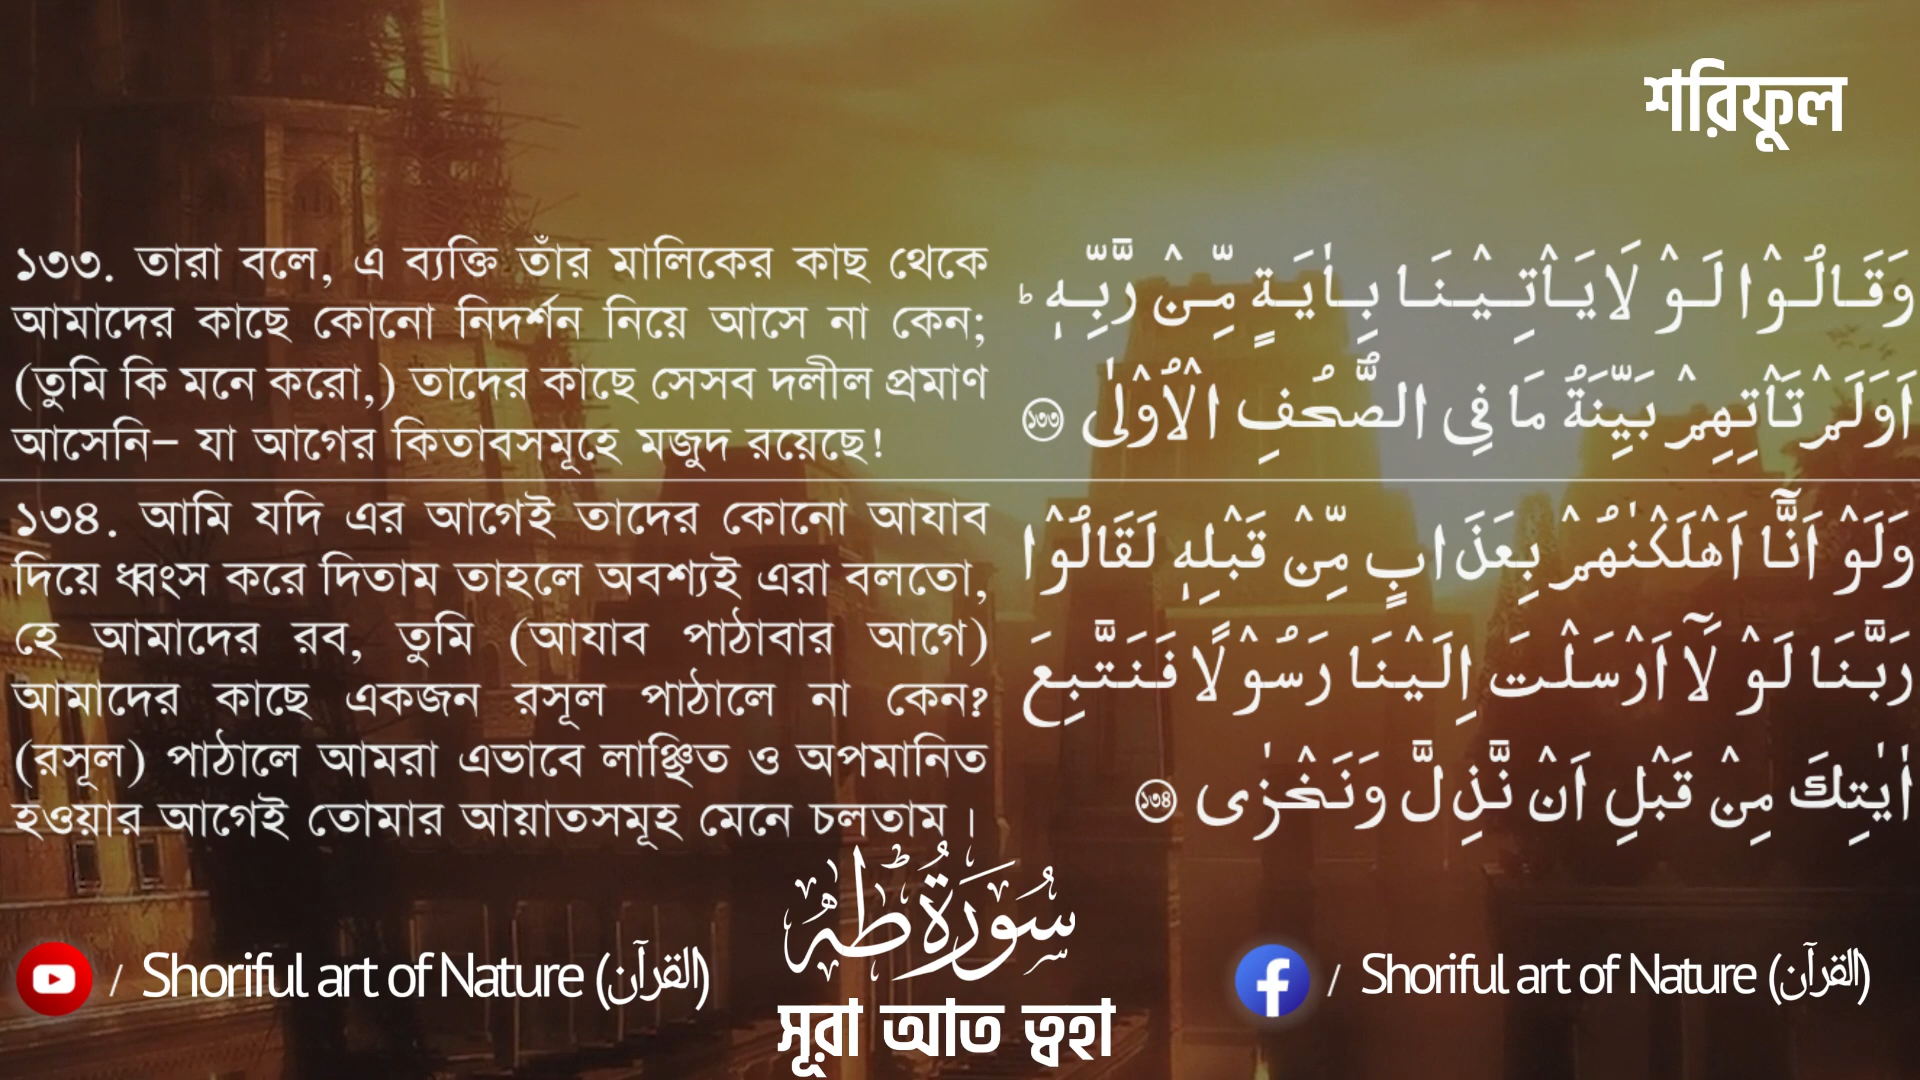 শরিফুল
১৩৩. তারা বলে, এ ব্যক্তি তাঁর মালিকের কাছ থেকে
আমাদের কাছে কোনো নিদর্শন নিয়ে আসে না কেন;
(তুমি কি মনে করো,) তাদের কাছে সেসব দলীল প্রমাণ
আসেনি– যা আগের কিতাবসমূহে মজুদ রয়েছে!
وَقَالُوْا لَوْ لَا يَاْتِيْنَا بِاٰيَةٍ مِّنْ رَّبِّهٖ ؕ
اَوَلَمْ تَاْتِهِمْ بَيِّنَةُ مَا فِى الصُّحُفِ الْاُوْلٰى ১৩৩
১৩৪. আমি যদি এর আগেই তাদের কোনো আযাব
দিয়ে ধ্বংস করে দিতাম তাহলে অবশ্যই এরা বলতো,
হে আমাদের রব, তুমি (আযাব পাঠাবার আগে)
আমাদের কাছে একজন রসূল পাঠালে না কেন?
(রসূল) পাঠালে আমরা এভাবে লাঞ্ছিত ও অপমানিত
হওয়ার আগেই তোমার আয়াতসমূহ মেনে চলতাম ।
وَلَوْ اَنَّآ اَهْلَكْنٰهُمْ بِعَذَابٍ مِّنْ قَبْلِهٖ لَقَالُوْا
رَبَّنَا لَوْ لَآ اَرْسَلْتَ اِلَيْنَا رَسُوْلًا فَنَتَّبِعَ
اٰيٰتِكَ مِنْ قَبْلِ اَنْ نَّذِلَّ وَنَخْزٰى ১৩৪
سُورَةُ طٰهٰ
সূরা আত ত্বহা
/ Shoriful art of Nature (القرآن)
/ Shoriful art of Nature (القرآن)